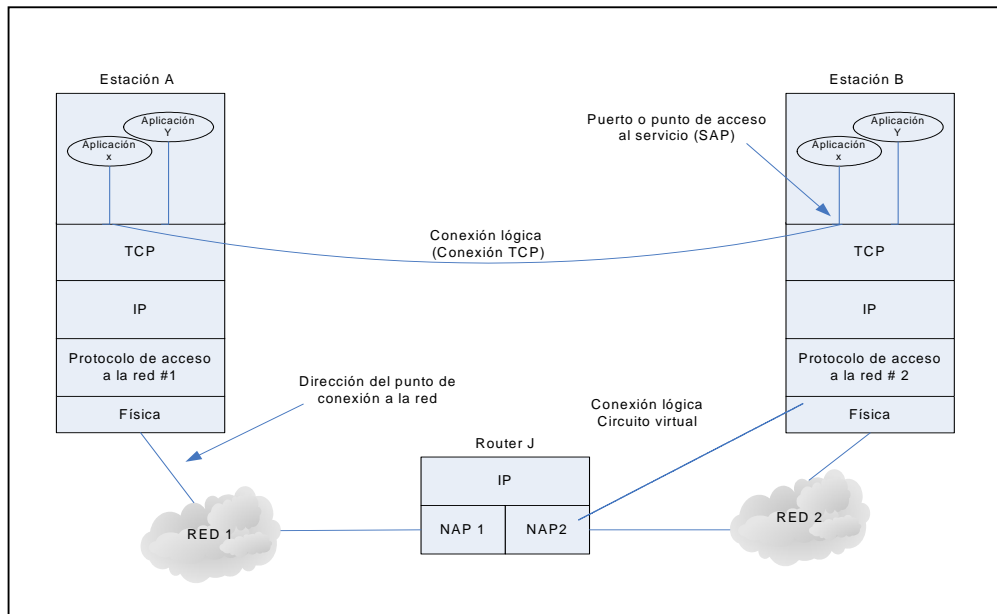 Estación A
Estación B
Aplicación
Y
Aplicación
x
Puerto o punto de acceso
al servicio (SAP)
Aplicación
Y
Aplicación
x
TCP
Conexión lógica
(Conexión TCP)
TCP
IP
IP
Protocolo de acceso
a la red #1
Protocolo de acceso
a la red # 2
Dirección del punto de
conexión a la red
Física
Conexión lógica
Circuito virtual
Física
Router J
IP
RED 1
NAP 1
NAP2
RED 2